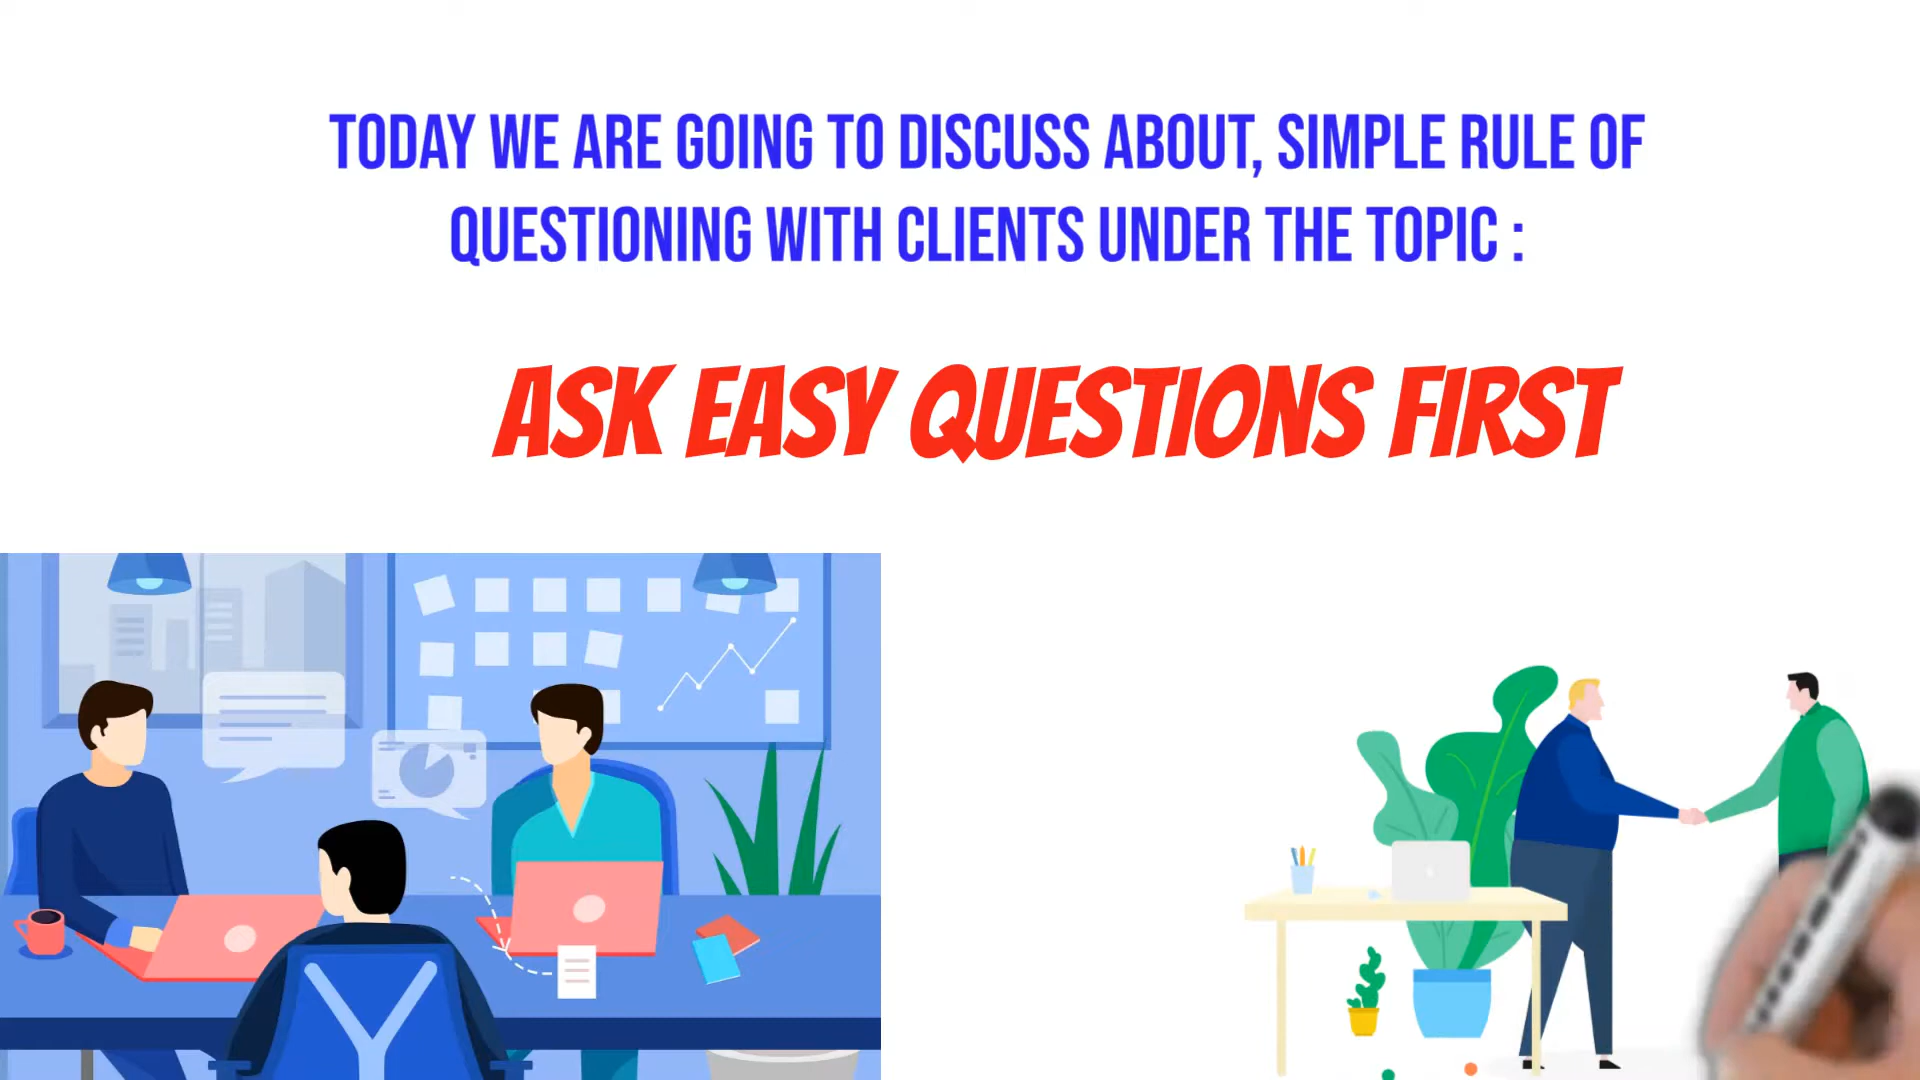 TODAY WE ARE GOING TO DISCUSS ABOUT, SIMPLE RULE OF
QUESTIONING WITH CLIENTS UNDER THE TOPIC :
ASK EASY QUESTIONS FIRST